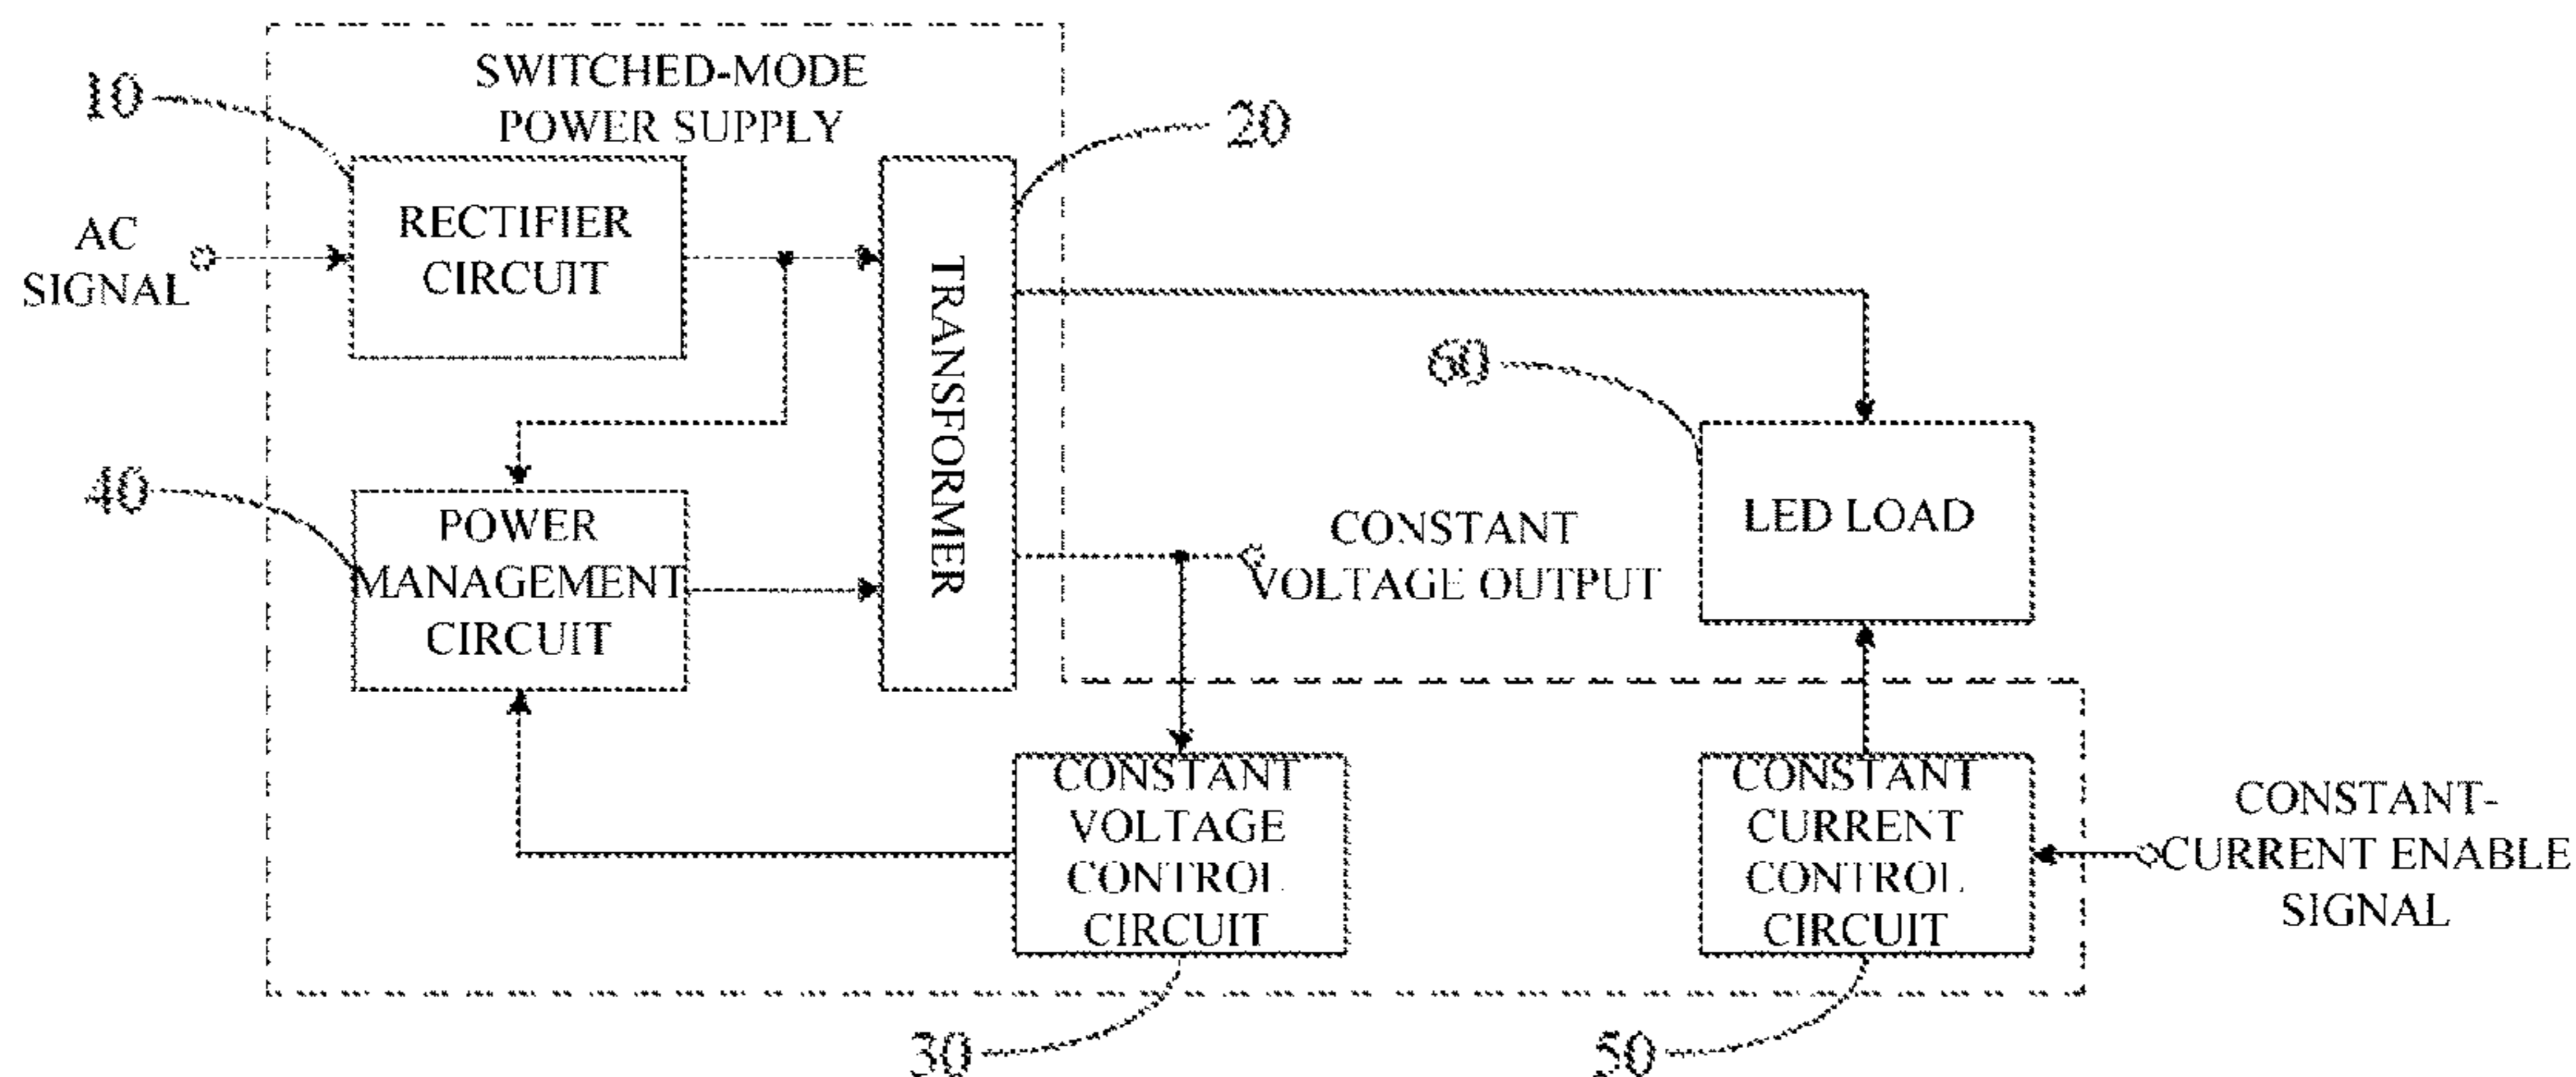 SWITCHED-MODE
POWER SUPPLY
10
20
RECTIFIER
CIRCUIT
AC
SIGNAL
TRANSFORMER
60
40
POWER
MANAGEMENT
CIRCUIT
LED LOAD
CONSTANT
VOLTAGE OUTPUT
CONSTANT
VOLTAGE
CONTROL
CIRCUIT
CONSTANT
CURRENT
CONTROL
CIRCUIT
CONSTANT-
CURRENT ENABLE
SIGNAL
30
50